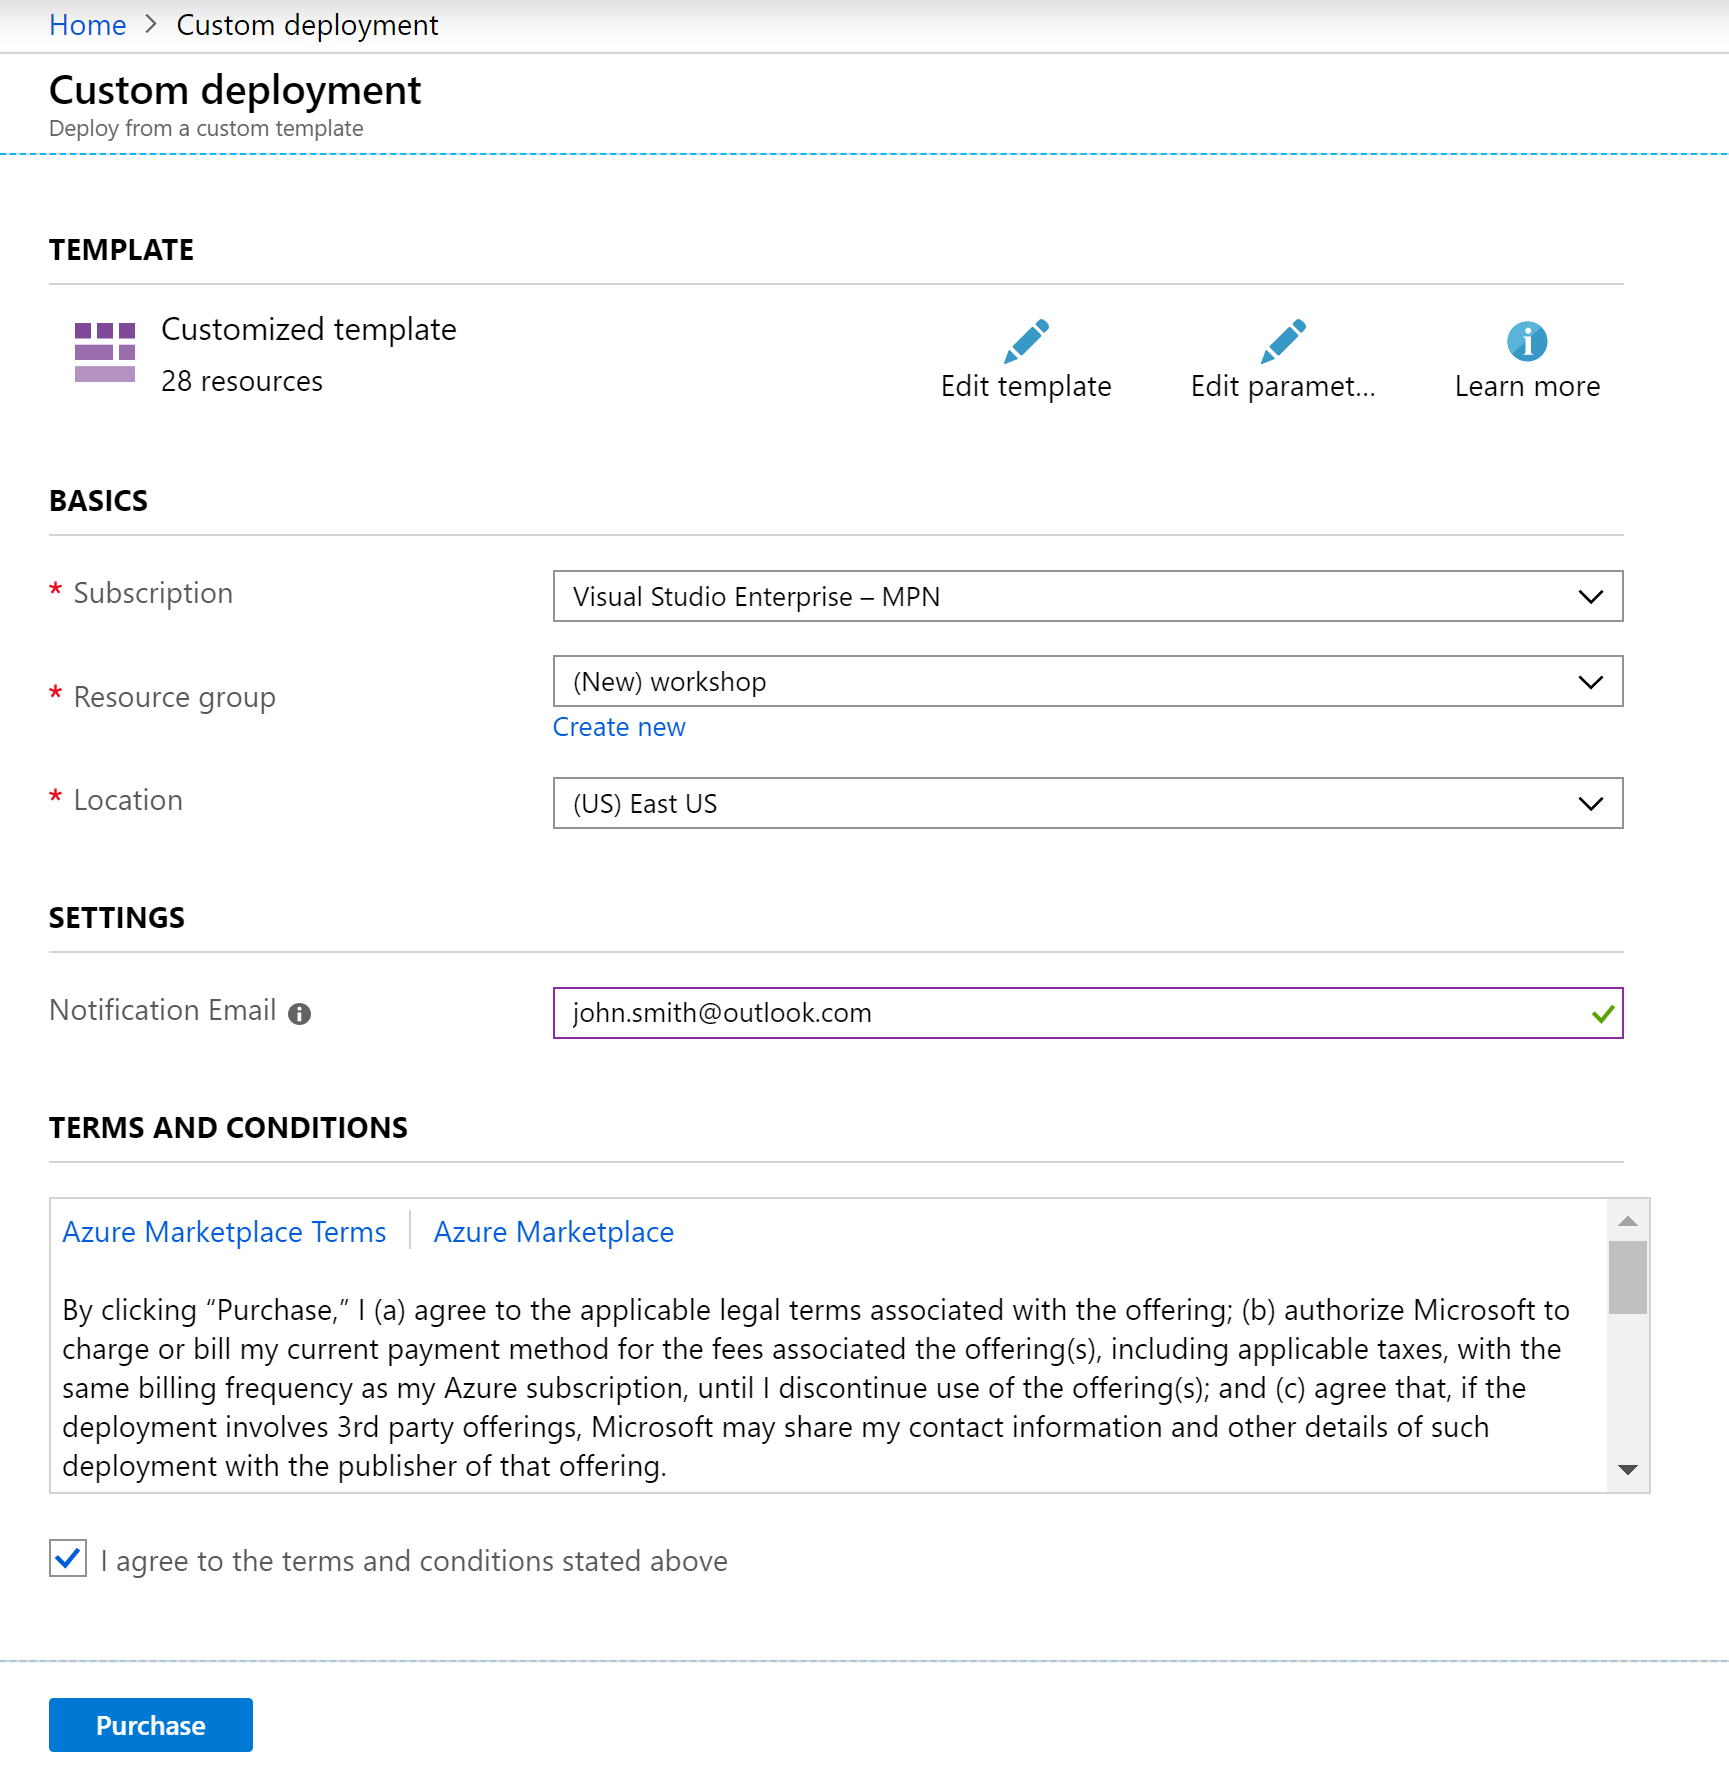 Home > Custom deployment
Custom deployment
Deploy from a custom template
TEMPLATE
Customized template
28 resources
Edit template
Edit paramet...
Learn more
BASICS
* Subscription
Visual Studio Enterprise – MPN
* Resource group
(New) workshop
Create new
* Location
(US) East US
SETTINGS
Notification Email
john.smith@outlook.com
TERMS AND CONDITIONS
Azure Marketplace Terms | Azure Marketplace
By clicking “Purchase,” I (a) agree to the applicable legal terms associated with the offering; (b) authorize Microsoft to
charge or bill my current payment method for the fees associated the offering(s), including applicable taxes, with the
same billing frequency as my Azure subscription, until I discontinue use of the offering(s); and (c) agree that, if the
deployment involves 3rd party offerings, Microsoft may share my contact information and other details of such
deployment with the publisher of that offering.
I agree to the terms and conditions stated above
Purchase